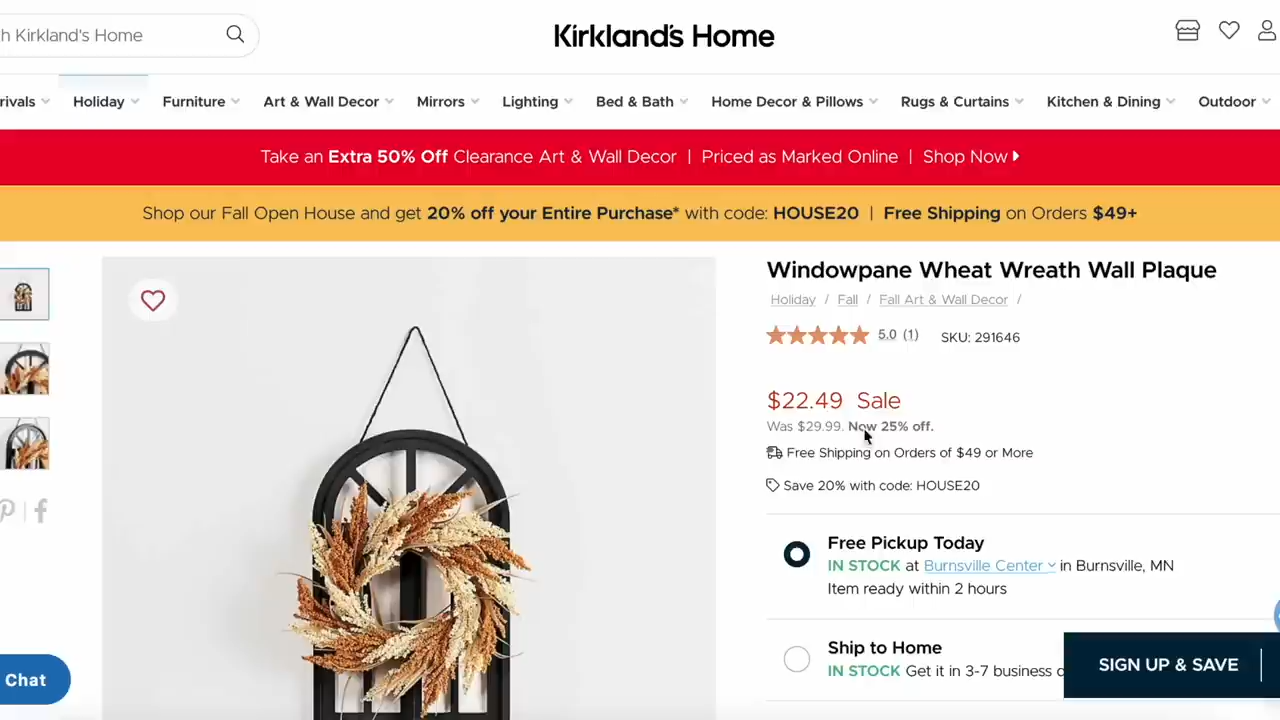 h Kirkland's Home
Kirkland's Home
rivals Holiday Furniture Art & Wall Decor Mirrors Lighting Bed & Bath Home Decor & Pillows Rugs & Curtains Kitchen & Dining Outdoor
Take an Extra 50% Off Clearance Art & Wall Decor | Priced as Marked Online | Shop Now
Shop our Fall Open House and get 20% off your Entire Purchase* with code: HOUSE20 | Free Shipping on Orders $49+
Windowpane Wheat Wreath Wall Plaque
Holiday / Fall / Fall Art & Wall Decor /
5.0 (1) SKU: 291646
$22.49 Sale
Was $29.99. Now 25% off.
Free Shipping on Orders of $49 or More
Save 20% with code: HOUSE20
Free Pickup Today
IN STOCK at Burnsville Center in Burnsville, MN
Item ready within 2 hours
Ship to Home
IN STOCK Get it in 3-7 business d
SIGN UP & SAVE
Chat